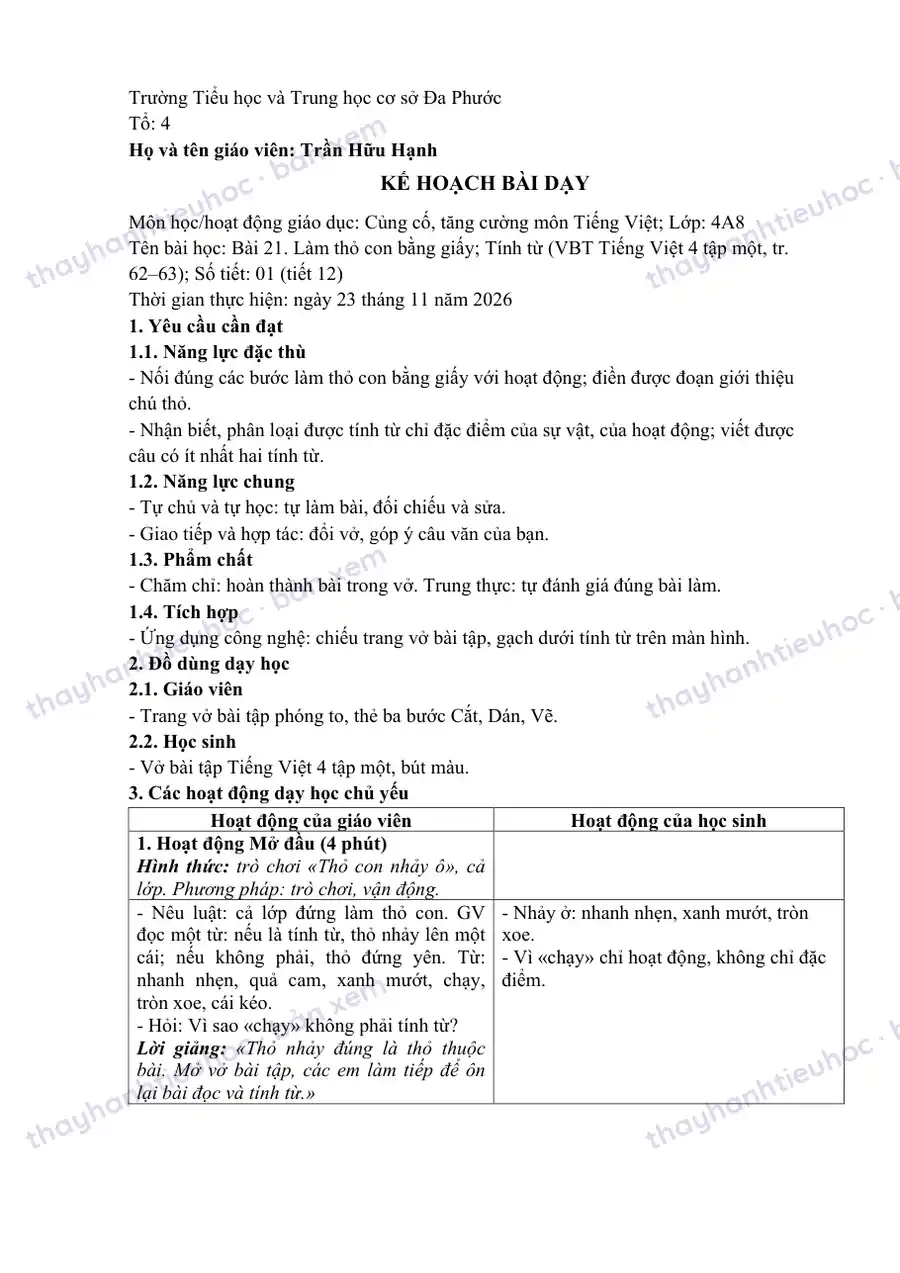 Trường Tiểu học và Trung học cơ sở Đa Phước
Tổ: 4
Họ và tên giáo viên: Trần Hữu Hạnh
KẾ HOẠCH BÀI DẠY
Môn học/hoạt động giáo dục: Củng cố, tăng cường môn Tiếng Việt; Lớp: 4A8
Tên bài học: Bài 21. Làm thỏ con bằng giấy; Tính từ (VBT Tiếng Việt 4 tập một, tr.
62–63); Số tiết: 01 (tiết 12)
Thời gian thực hiện: ngày 23 tháng 11 năm 2026
1. Yêu cầu cần đạt
1.1. Năng lực đặc thù
- Nối đúng các bước làm thỏ con bằng giấy với hoạt động; điền được đoạn giới thiệu
chú thỏ.
- Nhận biết, phân loại được tính từ chỉ đặc điểm của sự vật, của hoạt động; viết được
câu có ít nhất hai tính từ.
1.2. Năng lực chung
- Tự chủ và tự học: tự làm bài, đối chiếu và sửa.
- Giao tiếp và hợp tác: đổi vở, góp ý câu văn của bạn.
1.3. Phẩm chất
- Chăm chỉ: hoàn thành bài trong vở. Trung thực: tự đánh giá đúng bài làm.
1.4. Tích hợp
- Ứng dụng công nghệ: chiếu trang vở bài tập, gạch dưới tính từ trên màn hình.
2. Đồ dùng dạy học
2.1. Giáo viên
- Trang vở bài tập phóng to, thẻ ba bước Cắt, Dán, Vẽ.
2.2. Học sinh
- Vở bài tập Tiếng Việt 4 tập một, bút màu.
3. Các hoạt động dạy học chủ yếu
Hoạt động của giáo viên
Hoạt động của học sinh
1. Hoạt động Mở đầu (4 phút)
Hình thức: trò chơi «Thỏ con nhảy ô», cả
lớp. Phương pháp: trò chơi, vận động.
- Nêu luật: cả lớp đứng làm thỏ con. GV
đọc một từ: nếu là tính từ, thỏ nhảy lên một
cái; nếu không phải, thỏ đứng yên. Từ:
nhanh nhẹn, quả cam, xanh mướt, chạy,
tròn xoe, cái kéo.
- Hỏi: Vì sao «chạy» không phải tính từ?
Lời giảng: «Thỏ nhảy đúng là thỏ thuộc
bài. Mở vở bài tập, các em làm tiếp để ôn
lại bài đọc và tính từ.»
- Nhảy ở: nhanh nhẹn, xanh mướt, tròn
xoe.
- Vì «chạy» chỉ hoạt động, không chỉ đặc
điểm.
thayhanhtieuhoc · bản xem
thayhanhtieuhoc · b
thayhanhtieuhoc · bản xem
thayhanhtieuhoc · b
thayhanhtieuhoc · bản xem
thayhanhtieuhoc · b